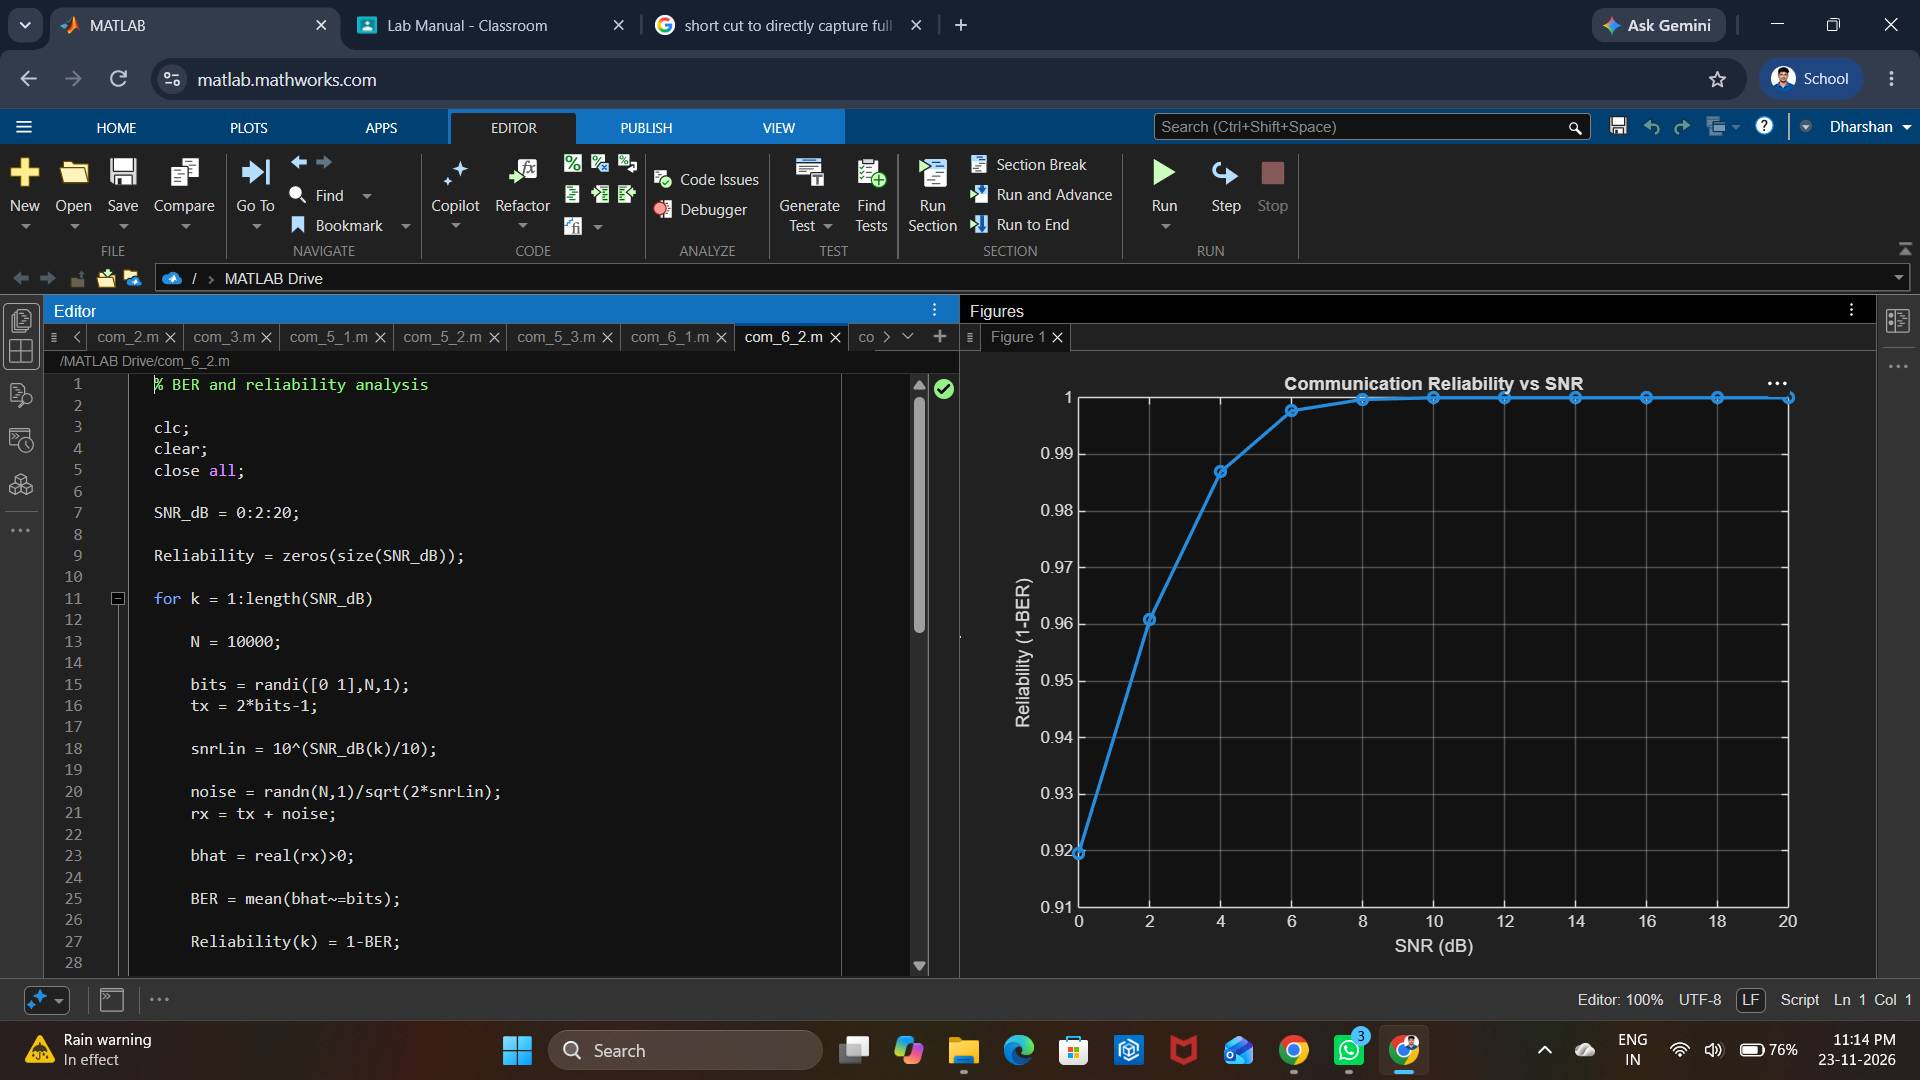 MATLAB
Lab Manual - Classroom
short cut to directly capture full
Ask Gemini
matlab.mathworks.com
School
HOME PLOTS APPS EDITOR PUBLISH VIEW
Search (Ctrl+Shift+Space)
Dharshan
New Open Save Compare
FILE
Go To
Find
Bookmark
NAVIGATE
Copilot Refactor
CODE
Code Issues
Debugger
ANALYZE
Generate Test
Find Tests
TEST
Run Section
Section Break
Run and Advance
Run to End
SECTION
Run Step Stop
RUN
/ › MATLAB Drive
Editor
com_2.m com_3.m com_5_1.m com_5_2.m com_5_3.m com_6_1.m com_6_2.m co
/MATLAB Drive/com_6_2.m
1 % BER and reliability analysis
2
3 clc;
4 clear;
5 close all;
6
7 SNR_dB = 0:2:20;
8
9 Reliability = zeros(size(SNR_dB));
10
11 for k = 1:length(SNR_dB)
12
13 N = 10000;
14
15 bits = randi([0 1],N,1);
16 tx = 2*bits-1;
17
18 snrLin = 10^(SNR_dB(k)/10);
19
20 noise = randn(N,1)/sqrt(2*snrLin);
21 rx = tx + noise;
22
23 bhat = real(rx)>0;
24
25 BER = mean(bhat~=bits);
26
27 Reliability(k) = 1-BER;
28
Figures
Figure 1
Communication Reliability vs SNR
Reliability (1-BER)
1
0.99
0.98
0.97
0.96
0.95
0.94
0.93
0.92
0.91
0 2 4 6 8 10 12 14 16 18 20
SNR (dB)
Editor: 100% UTF-8 LF Script Ln 1 Col 1
Rain warning
In effect
Search
3
ENG
IN
76%
11:14 PM
23-11-2026